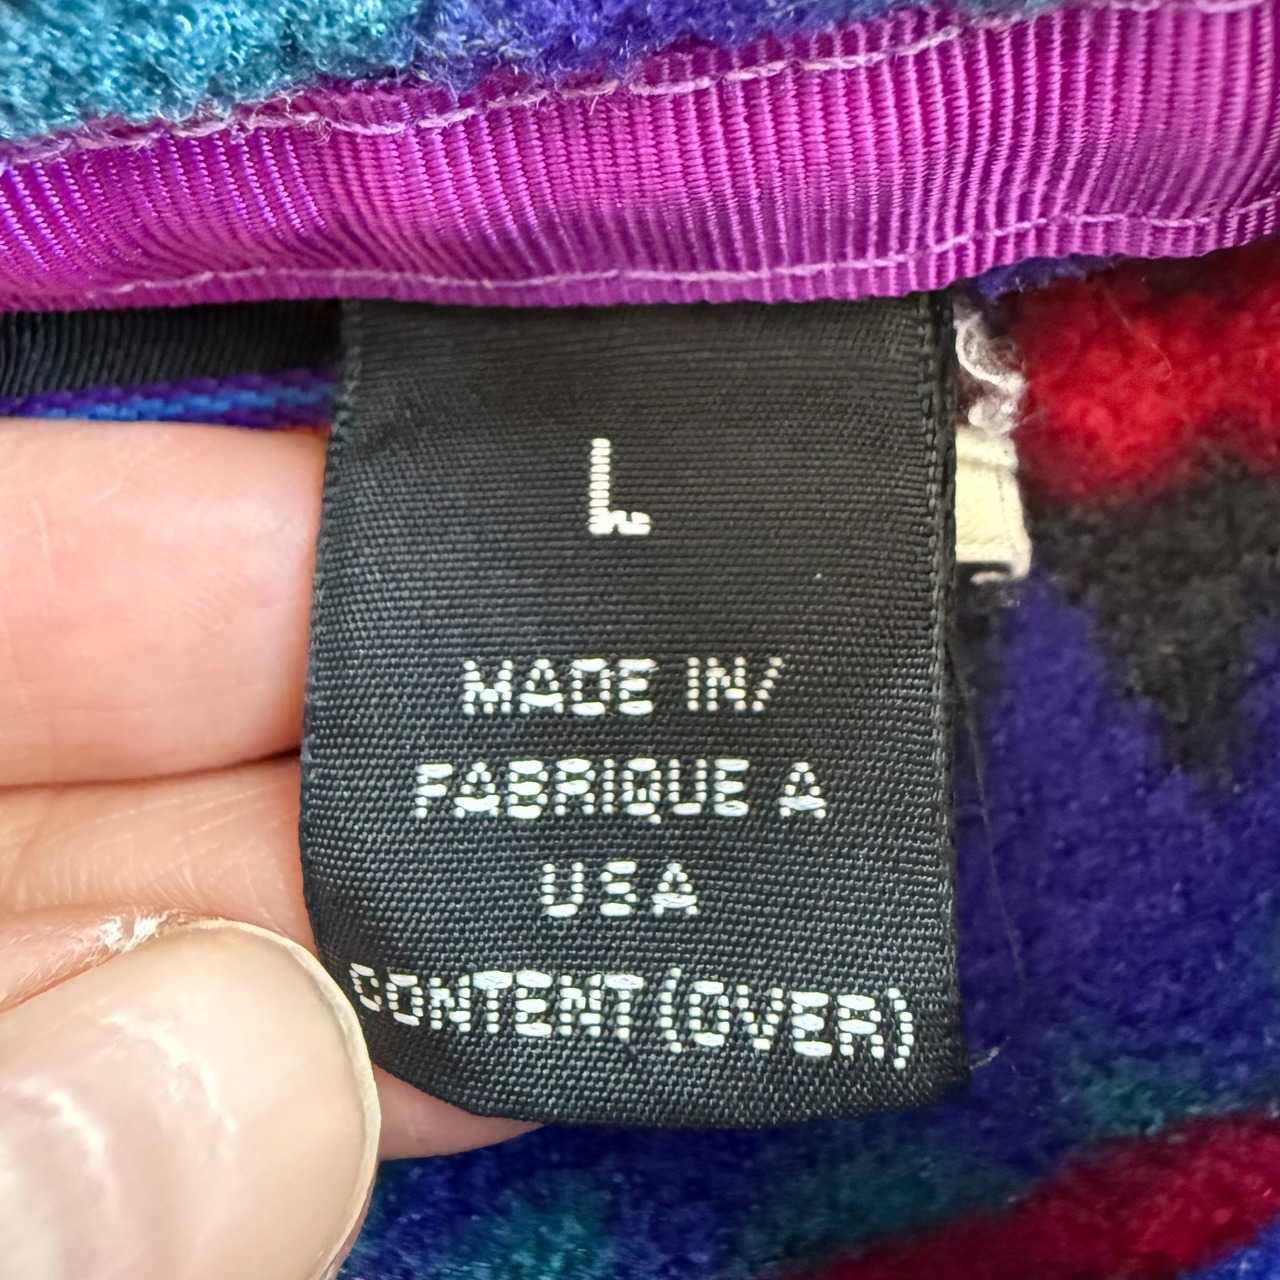 L
MADE IN/
FABRIQUE A
USA
CONTENT (OVER)